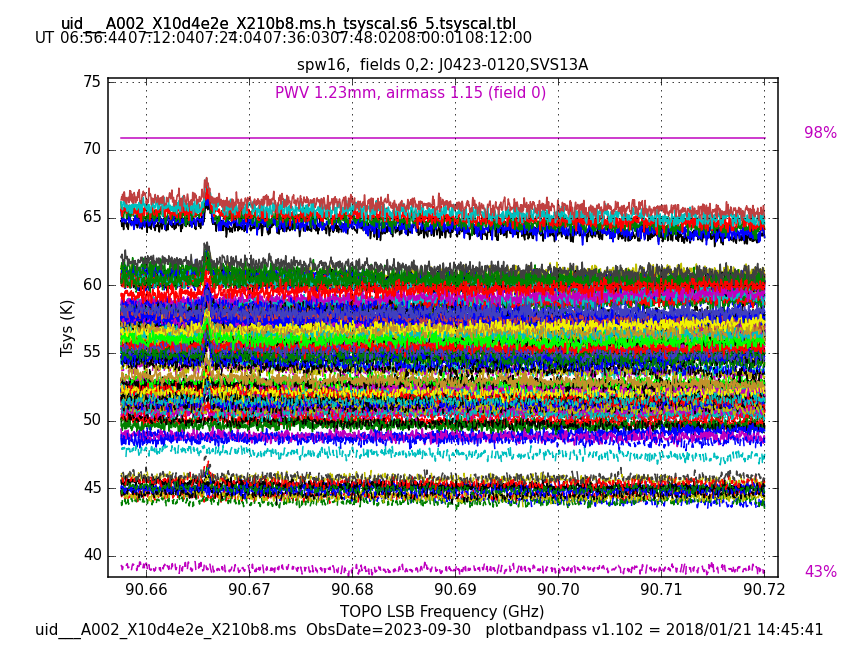 uid___A002_X10d4e2e_X210b8.ms.h_tsyscal.s6_5.tsyscal.tbl
UT 06:56:44 07:12:04 07:24:04 07:36:03 07:48:02 08:00:01 08:12:00
spw16,  fields 0,2: J0423-0120,SVS13A
PWV 1.23mm, airmass 1.15 (field 0)
98%
75
70
65
60
55
50
45
40
Tsys (K)
43%
90.66 90.67 90.68 90.69 90.70 90.71 90.72
TOPO LSB Frequency (GHz)
uid___A002_X10d4e2e_X210b8.ms  ObsDate=2023-09-30   plotbandpass v1.102 = 2018/01/21 14:45:41